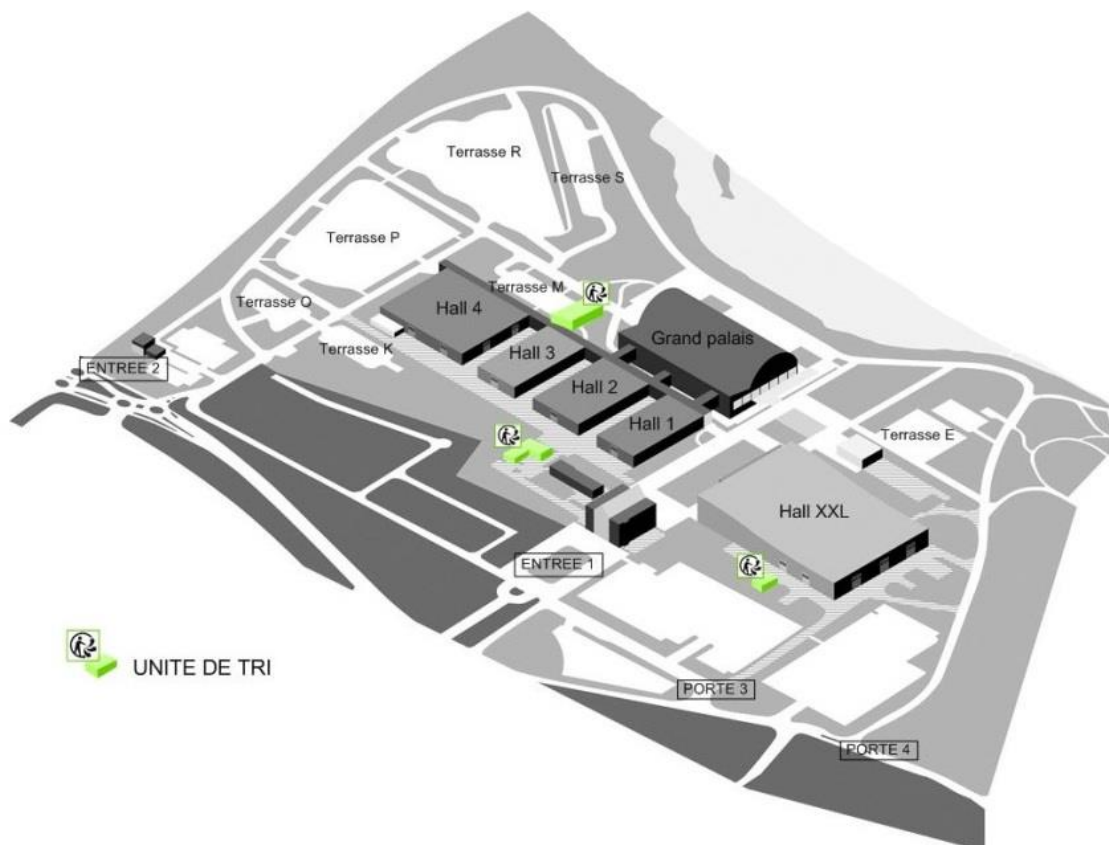 Terrasse R
Terrasse S
Terrasse P
Terrasse M
Terrasse Q
Hall 4
Grand palais
Terrasse K
Hall 3
ENTREE 2
Hall 2
Hall 1
Terrasse E
Hall XXL
ENTREE 1
UNITE DE TRI
PORTE 3
PORTE 4